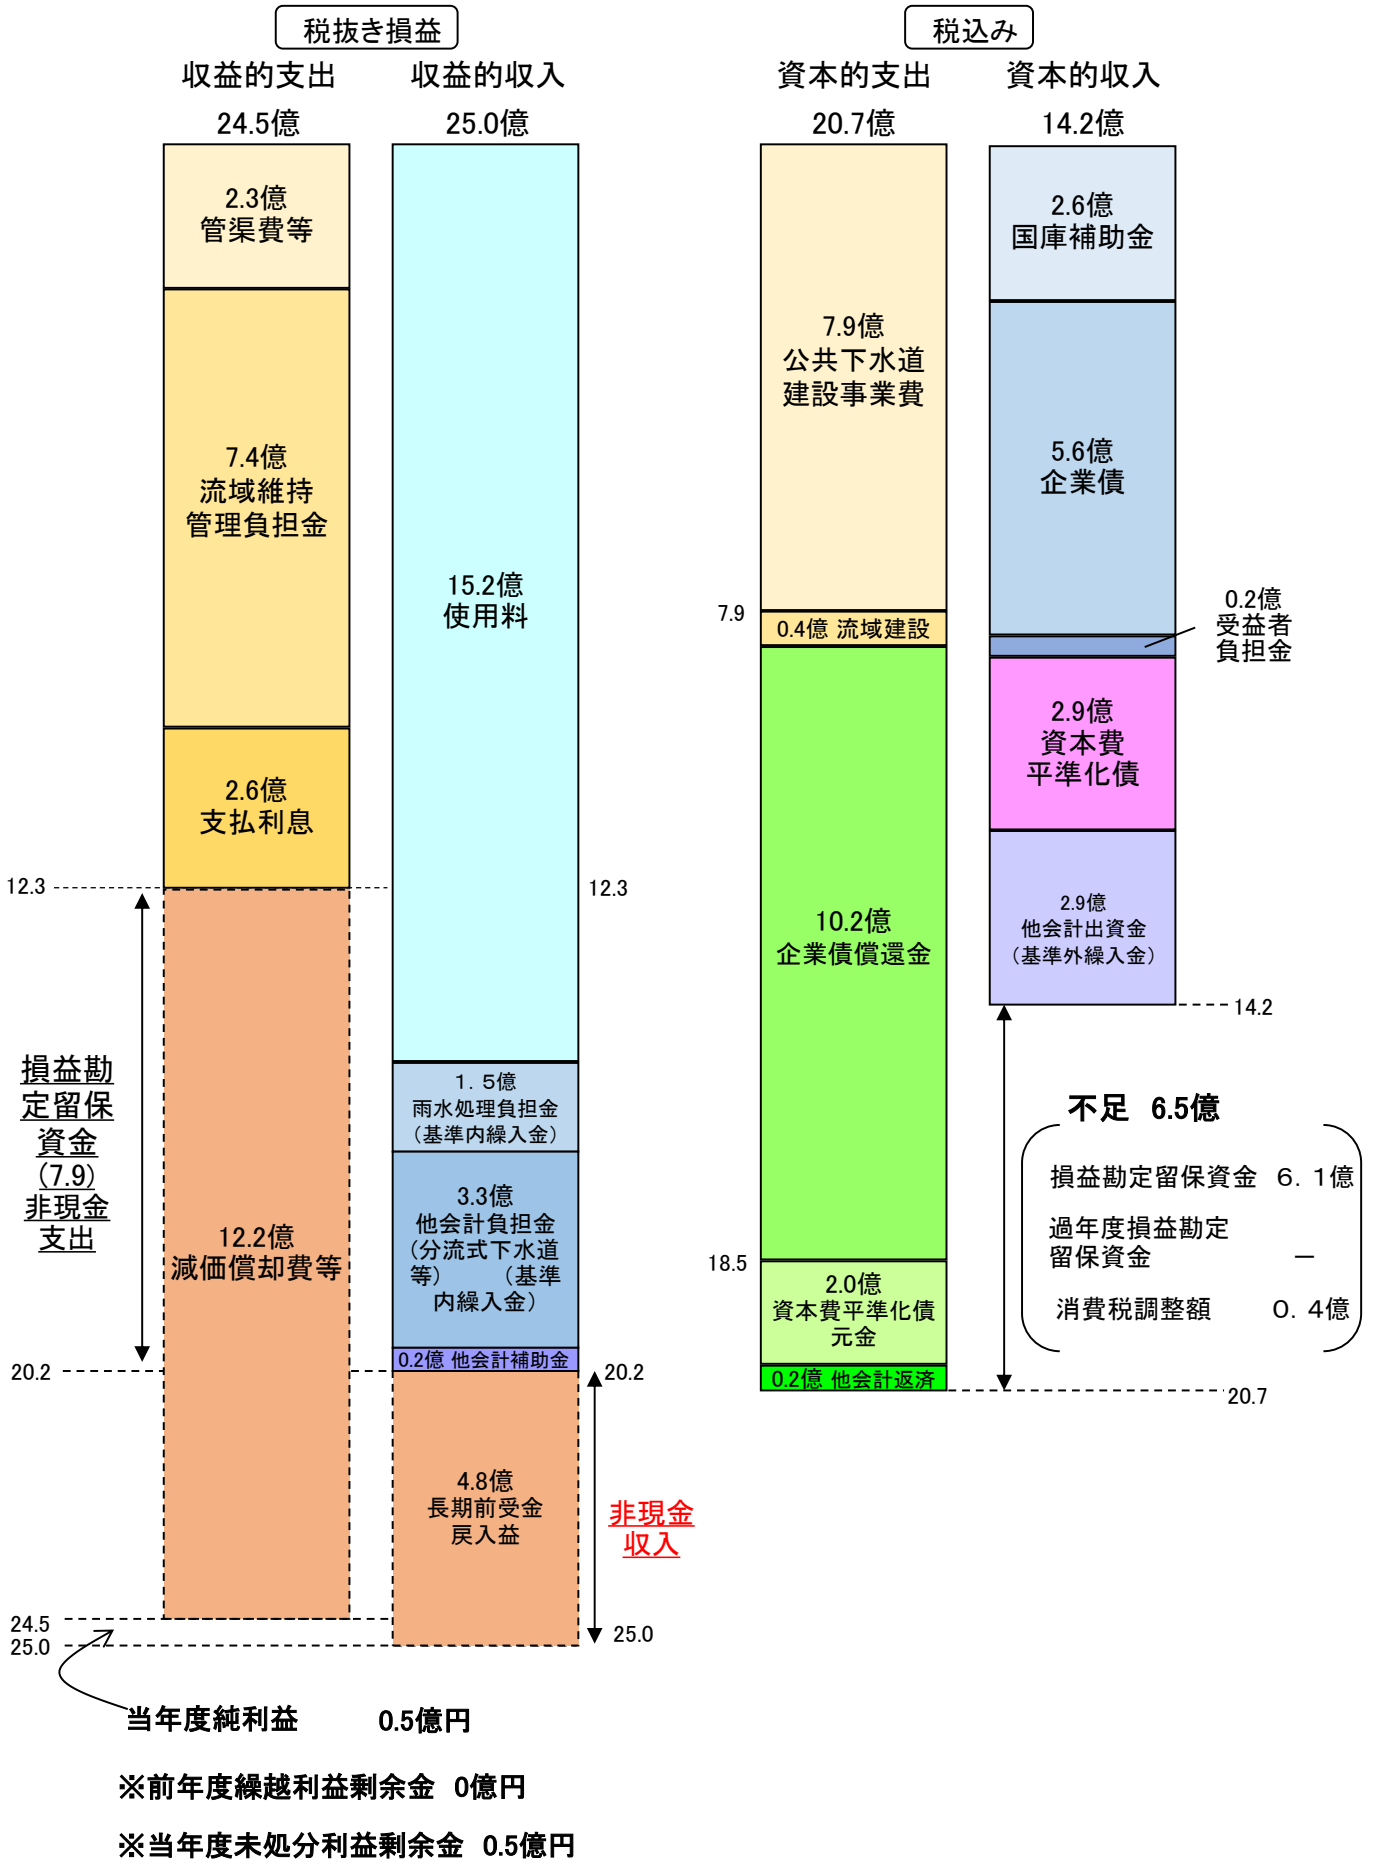 税抜き損益
収益的支出
24.5億
収益的収入
25.0億
2.3億
管渠費等
7.4億
流域維持
管理負担金
2.6億
支払利息
12.3
12.3
損益勘
定留保
資金
(7.9)
非現金
支出
12.2億
減価償却費等
15.2億
使用料
１．５億
雨水処理負担金
（基準内繰入金）
3.3億
他会計負担金
（分流式下水道
等）　　（基準
内繰入金）
0.2億 他会計補助金
20.2
20.2
4.8億
長期前受金
戻入益
非現金
収入
24.5
25.0
25.0
当年度純利益　　　0.5億円
※前年度繰越利益剰余金　0億円
※当年度未処分利益剰余金　0.5億円
税込み
資本的支出
20.7億
資本的収入
14.2億
7.9億
公共下水道
建設事業費
7.9
0.4億 流域建設
10.2億
企業債償還金
18.5
2.0億
資本費平準化債
元金
0.2億 他会計返済
2.6億
国庫補助金
5.6億
企業債
0.2億
受益者
負担金
2.9億
資本費
平準化債
2.9億
他会計出資金
（基準外繰入金）
14.2
不足　6.5億
損益勘定留保資金　６．１億
過年度損益勘定
留保資金　　　　　－
消費税調整額　　０．４億
20.7